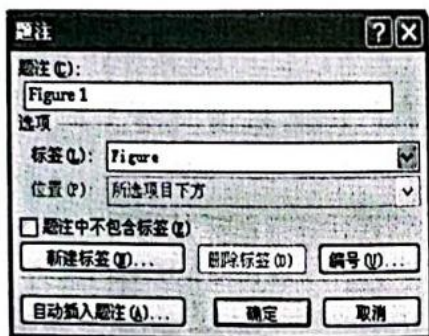 题注
题注(C):
Figure 1
选项
标签(L): Figure
位置(P): 所选项目下方
题注中不包含标签(E)
新建标签(N)... 删除标签(D) 编号(U)...
自动插入题注(A)... 确定 取消